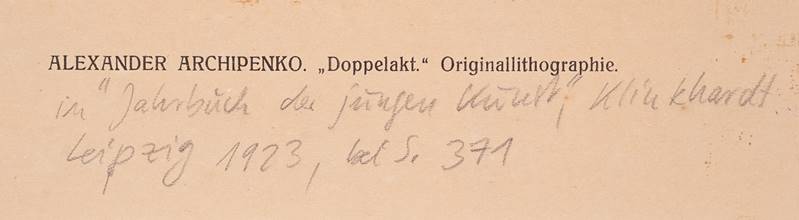 ALEXANDER ARCHIPENKO. „Doppelakt.“ Originallithographie.
in "Jahrbuch der jungen Kunst", Klinkhardt
Leipzig 1923, bei S. 371